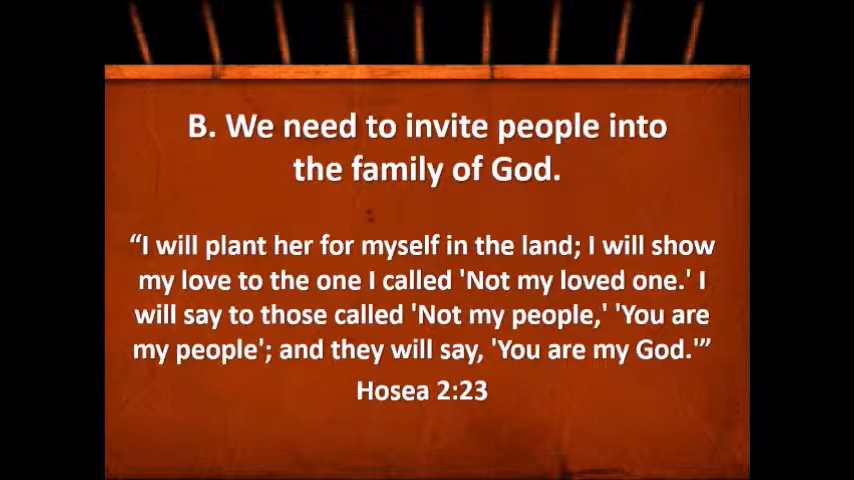 B. We need to invite people into
the family of God.
“I will plant her for myself in the land; I will show
my love to the one I called 'Not my loved one.' I
will say to those called 'Not my people,' 'You are
my people'; and they will say, 'You are my God.'”
Hosea 2:23